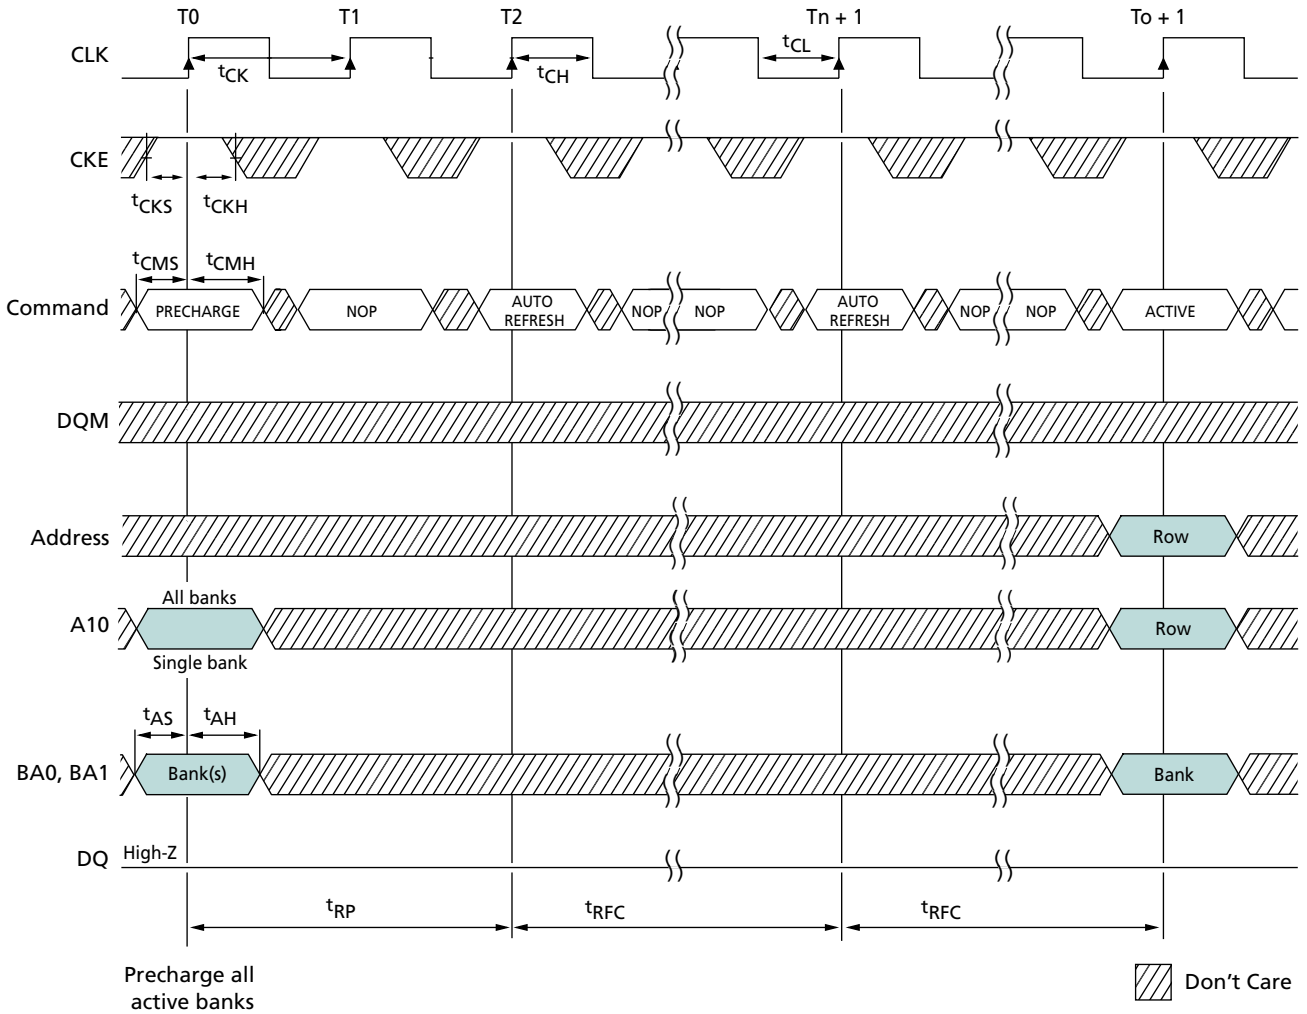 T0 T1 T2 Tn + 1 To + 1
CLK
tCK tCH tCL
CKE
tCKS tCKH
tCMS tCMH
Command
PRECHARGE
NOP
AUTO
REFRESH
NOP
NOP
AUTO
REFRESH
NOP
NOP
ACTIVE
DQM
Address
Row
All banks
A10
Row
Single bank
tAS tAH
BA0, BA1
Bank(s)
Bank
DQ
High-Z
tRP tRFC tRFC
Precharge all
active banks
Don't Care